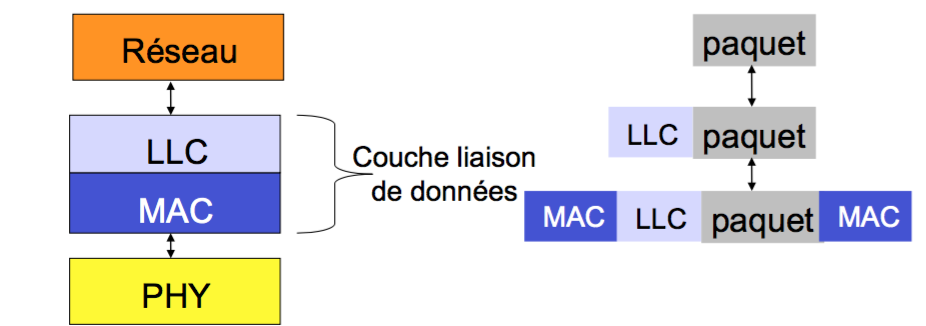 Réseau
LLC
MAC
PHY
Couche liaison
de données
paquet
LLC paquet
MAC LLC paquet MAC